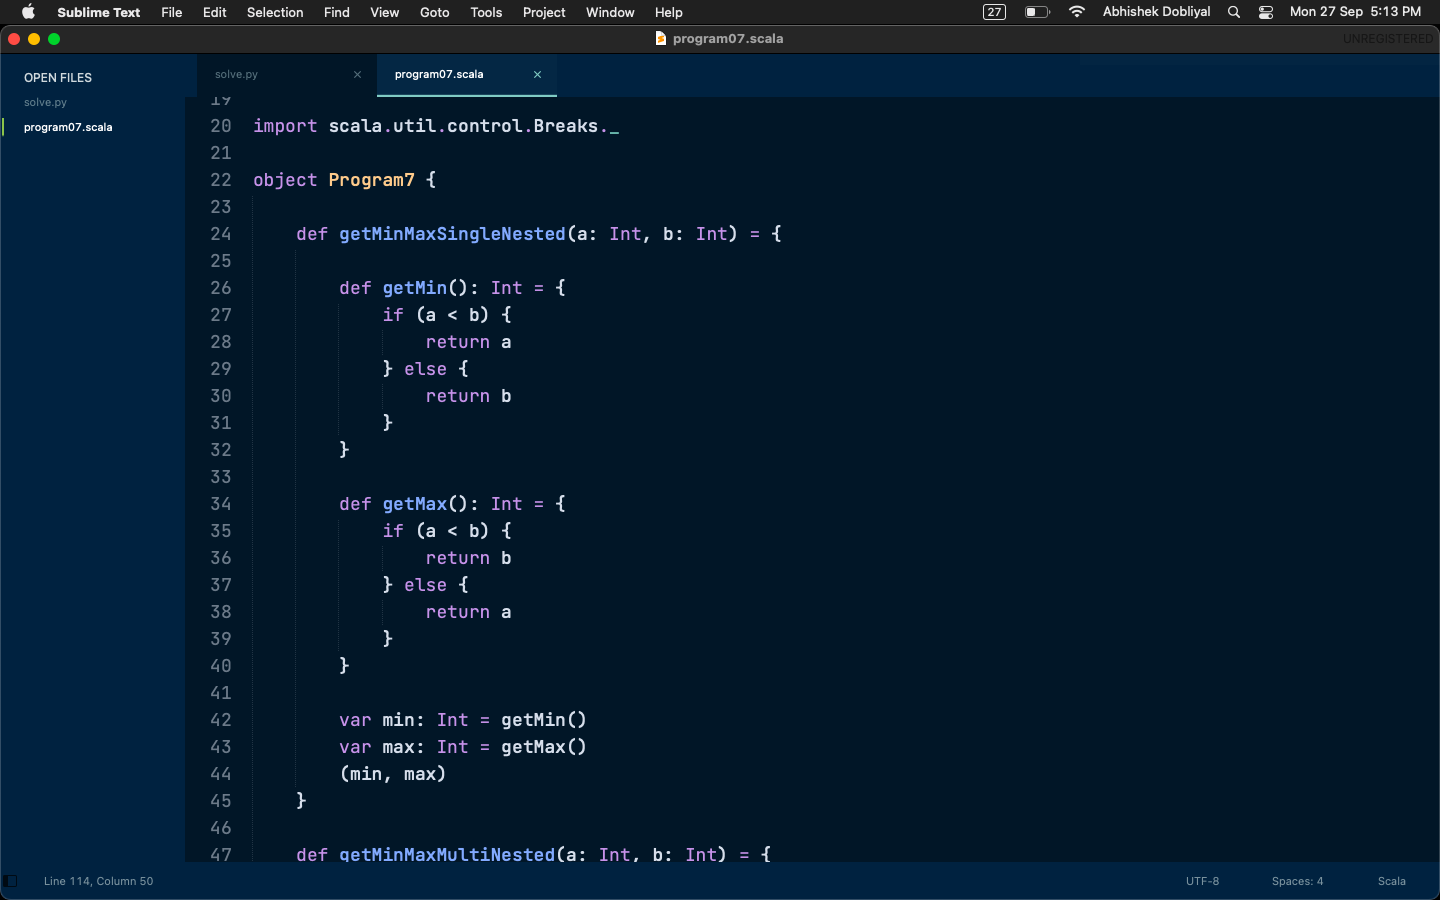 Sublime Text File Edit Selection Find View Goto Tools Project Window Help 27 Abhishek Dobliyal Mon 27 Sep 5:13 PM
program07.scala UNREGISTERED
OPEN FILES
solve.py
program07.scala
solve.py × program07.scala ×
19
20 import scala.util.control.Breaks._
21
22 object Program7 {
23
24     def getMinMaxSingleNested(a: Int, b: Int) = {
25
26         def getMin(): Int = {
27             if (a < b) {
28                 return a
29             } else {
30                 return b
31             }
32         }
33
34         def getMax(): Int = {
35             if (a < b) {
36                 return b
37             } else {
38                 return a
39             }
40         }
41
42         var min: Int = getMin()
43         var max: Int = getMax()
44         (min, max)
45     }
46
47     def getMinMaxMultiNested(a: Int, b: Int) = {
Line 114, Column 50 UTF-8 Spaces: 4 Scala